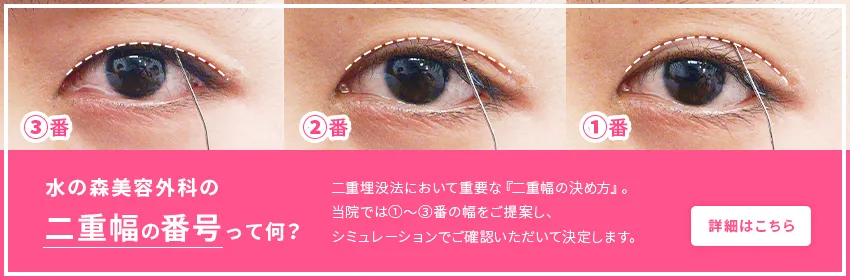 ③番
②番
①番
水の森美容外科の
二重幅の番号って何？
二重埋没法において重要な『二重幅の決め方』。
当院では①〜③番の幅をご提案し、
シミュレーションでご確認いただいて決定します。
詳細はこちら